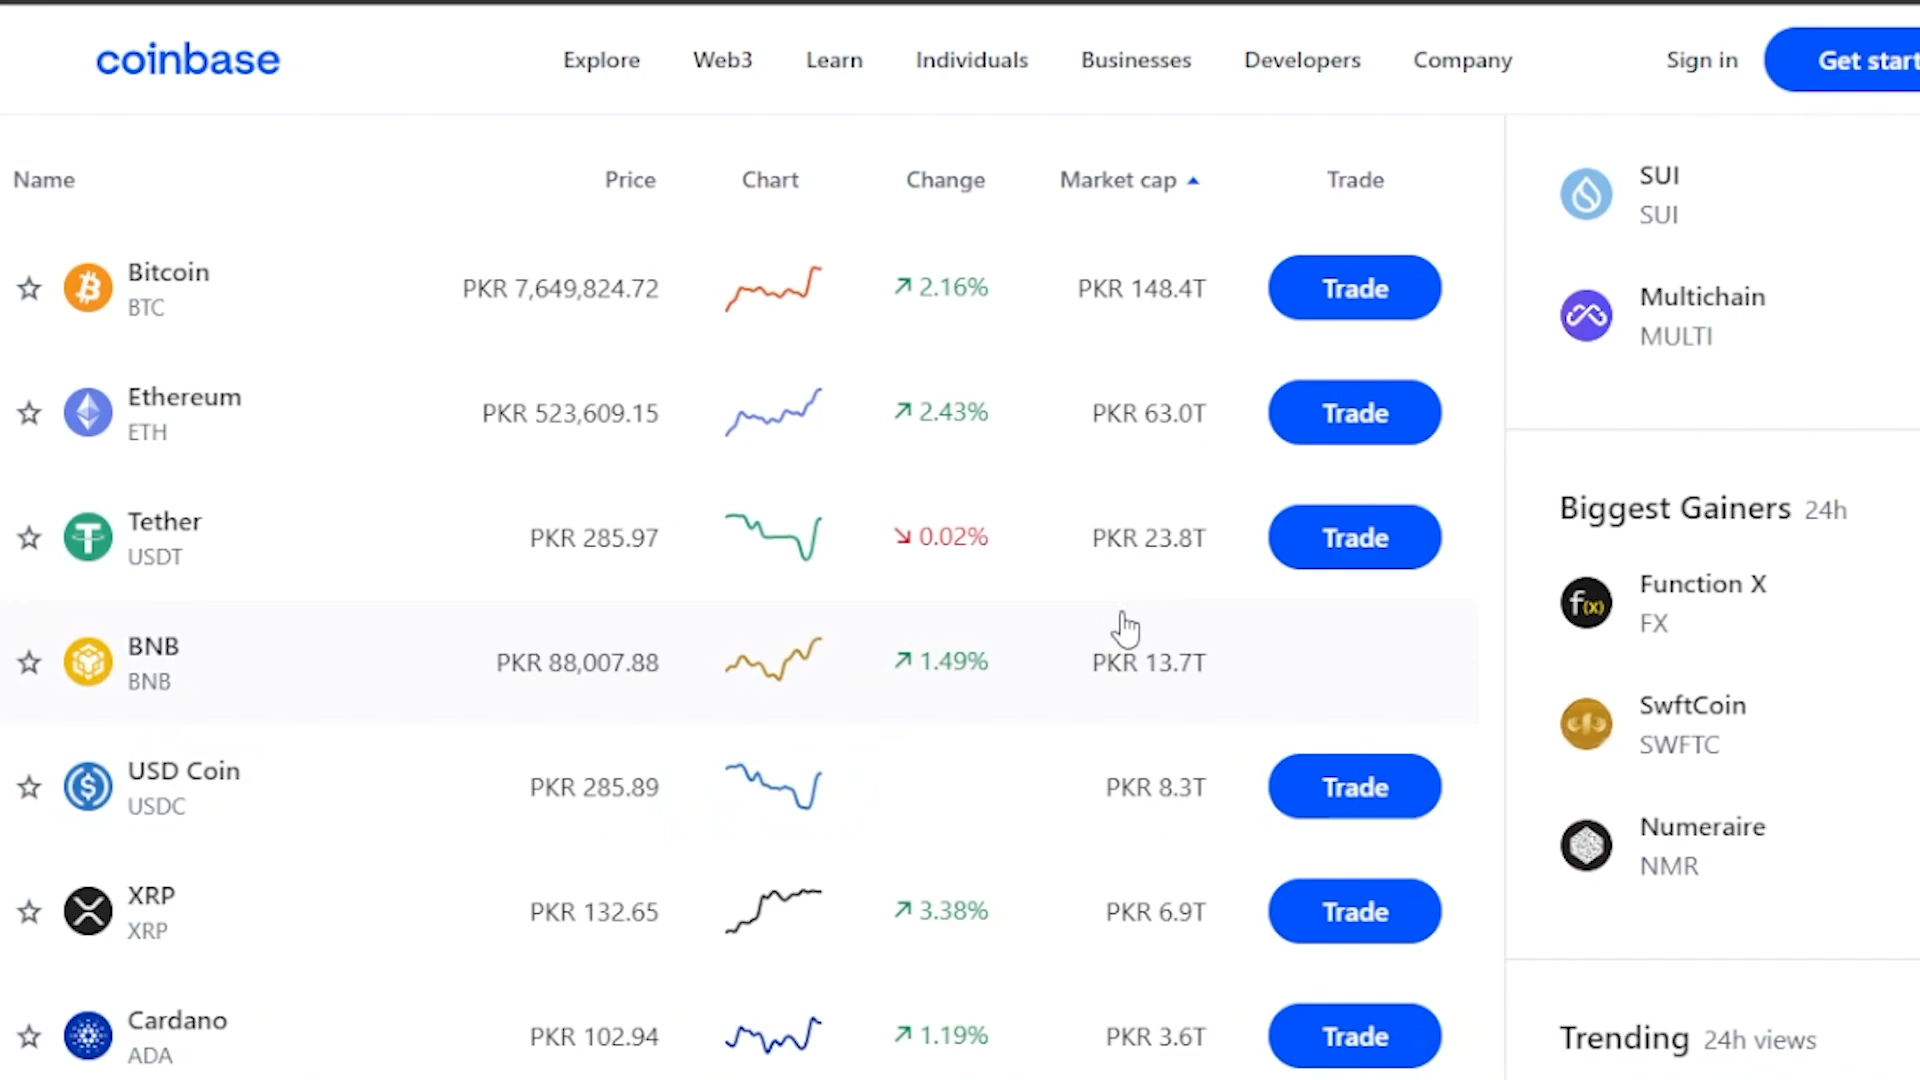 coinbase
Explore Web3 Learn Individuals Businesses Developers Company Sign in Get start
Name Price Chart Change Market cap Trade
Bitcoin
BTC
PKR 7,649,824.72 2.16% PKR 148.4T Trade
Ethereum
ETH
PKR 523,609.15 2.43% PKR 63.0T Trade
Tether
USDT
PKR 285.97 0.02% PKR 23.8T Trade
BNB
BNB
PKR 88,007.88 1.49% PKR 13.7T
USD Coin
USDC
PKR 285.89 PKR 8.3T Trade
XRP
XRP
PKR 132.65 3.38% PKR 6.9T Trade
Cardano
ADA
PKR 102.94 1.19% PKR 3.6T Trade
SUI
SUI
Multichain
MULTI
Biggest Gainers 24h
Function X
FX
f(x)
SwftCoin
SWFTC
Numeraire
NMR
Trending 24h views